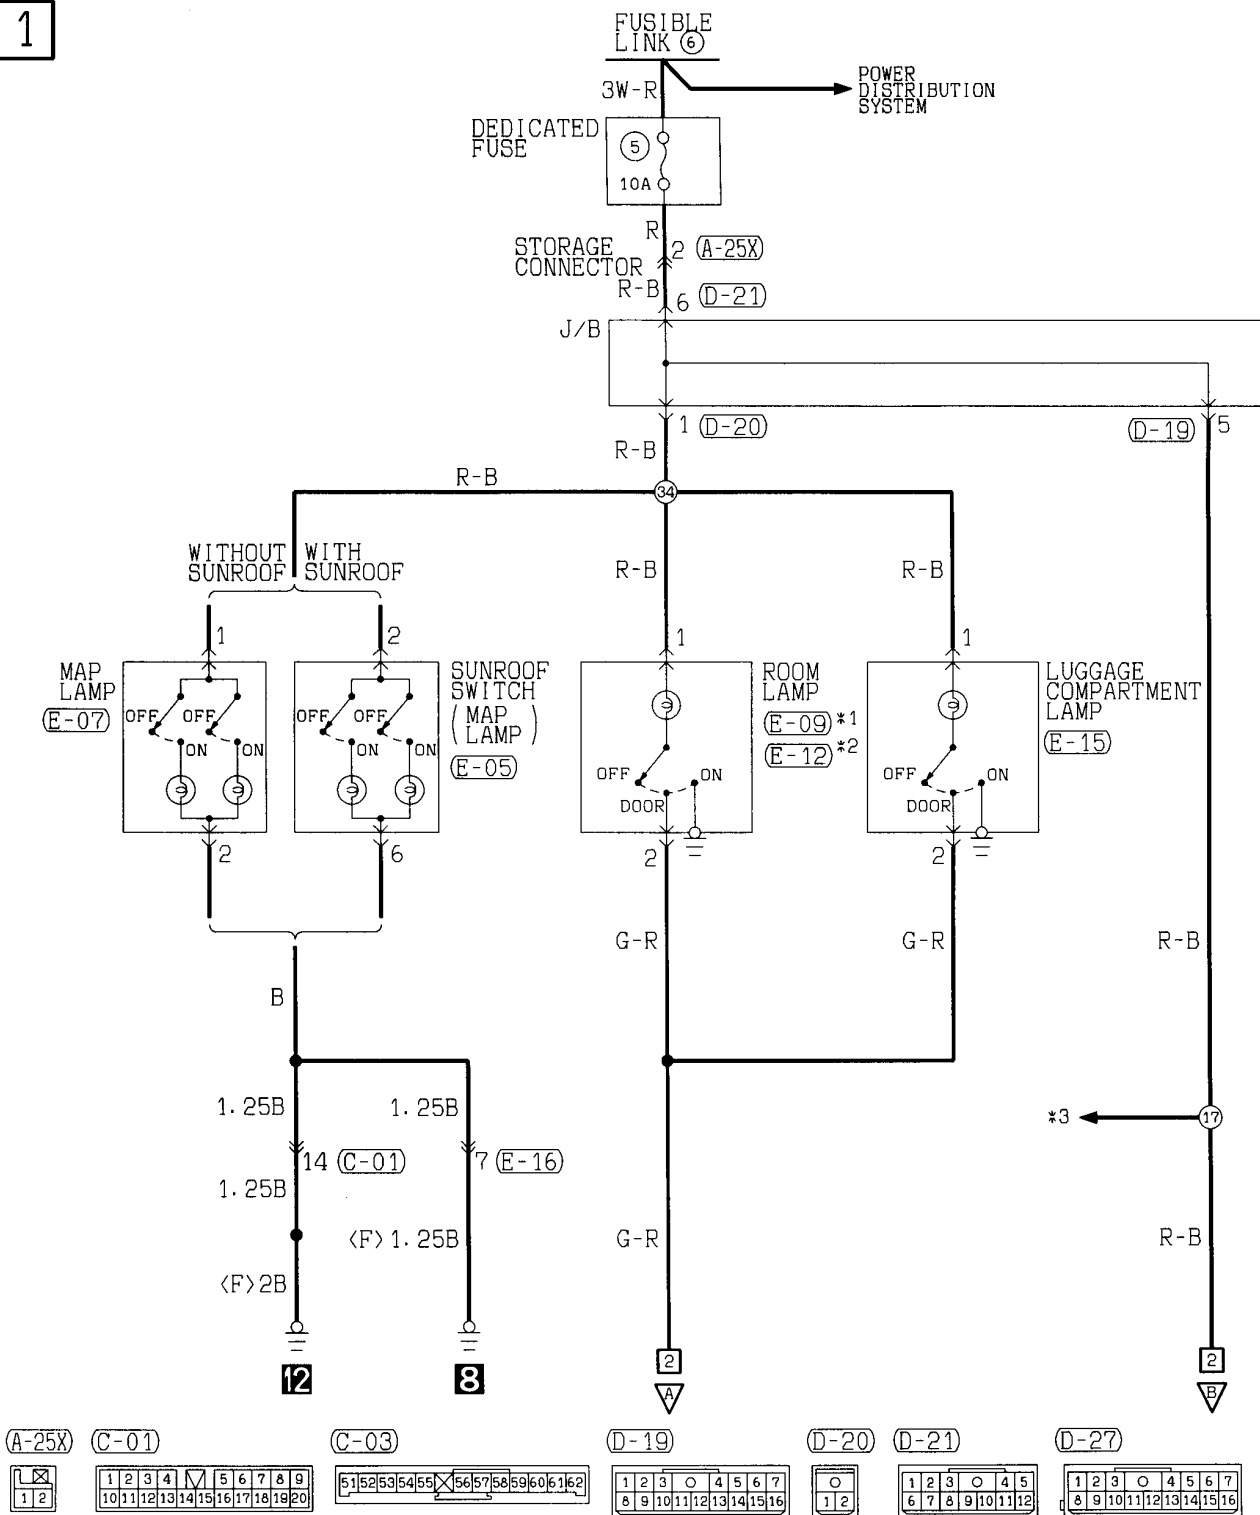 1
FUSIBLE
LINK 6
3W-R
POWER
DISTRIBUTION
SYSTEM
DEDICATED
FUSE
5
10A
R
2 A-25X
STORAGE
CONNECTOR
R-B
6 D-21
J/B
1 D-20
D-19 5
R-B
R-B
34
WITHOUT
SUNROOF
WITH
SUNROOF
R-B
R-B
1
2
1
1
MAP
LAMP
E-07
OFF
OFF
ON
ON
OFF
OFF
ON
ON
SUNROOF
SWITCH
(MAP
LAMP)
E-05
OFF
ON
DOOR
ROOM
LAMP
E-09 *1
E-12 *2
OFF
ON
DOOR
LUGGAGE
COMPARTMENT
LAMP
E-15
2
6
2
2
G-R
G-R
R-B
B
1.25B
1.25B
*3
17
14 C-01
7 E-16
1.25B
<F>1.25B
G-R
R-B
<F>2B
12
8
2
A
2
B
A-25X
C-01
C-03
D-19
D-20
D-21
D-27
1 2
1 2 3 4 5 6 7 8 9
10 11 12 13 14 15 16 17 18 19 20
51 52 53 54 55 56 57 58 59 60 61 62
1 2 3 4 5 6 7
8 9 10 11 12 13 14 15 16
1 2
1 2 3 4 5
6 7 8 9 10 11 12
1 2 3 4 5 6 7
8 9 10 11 12 13 14 15 16